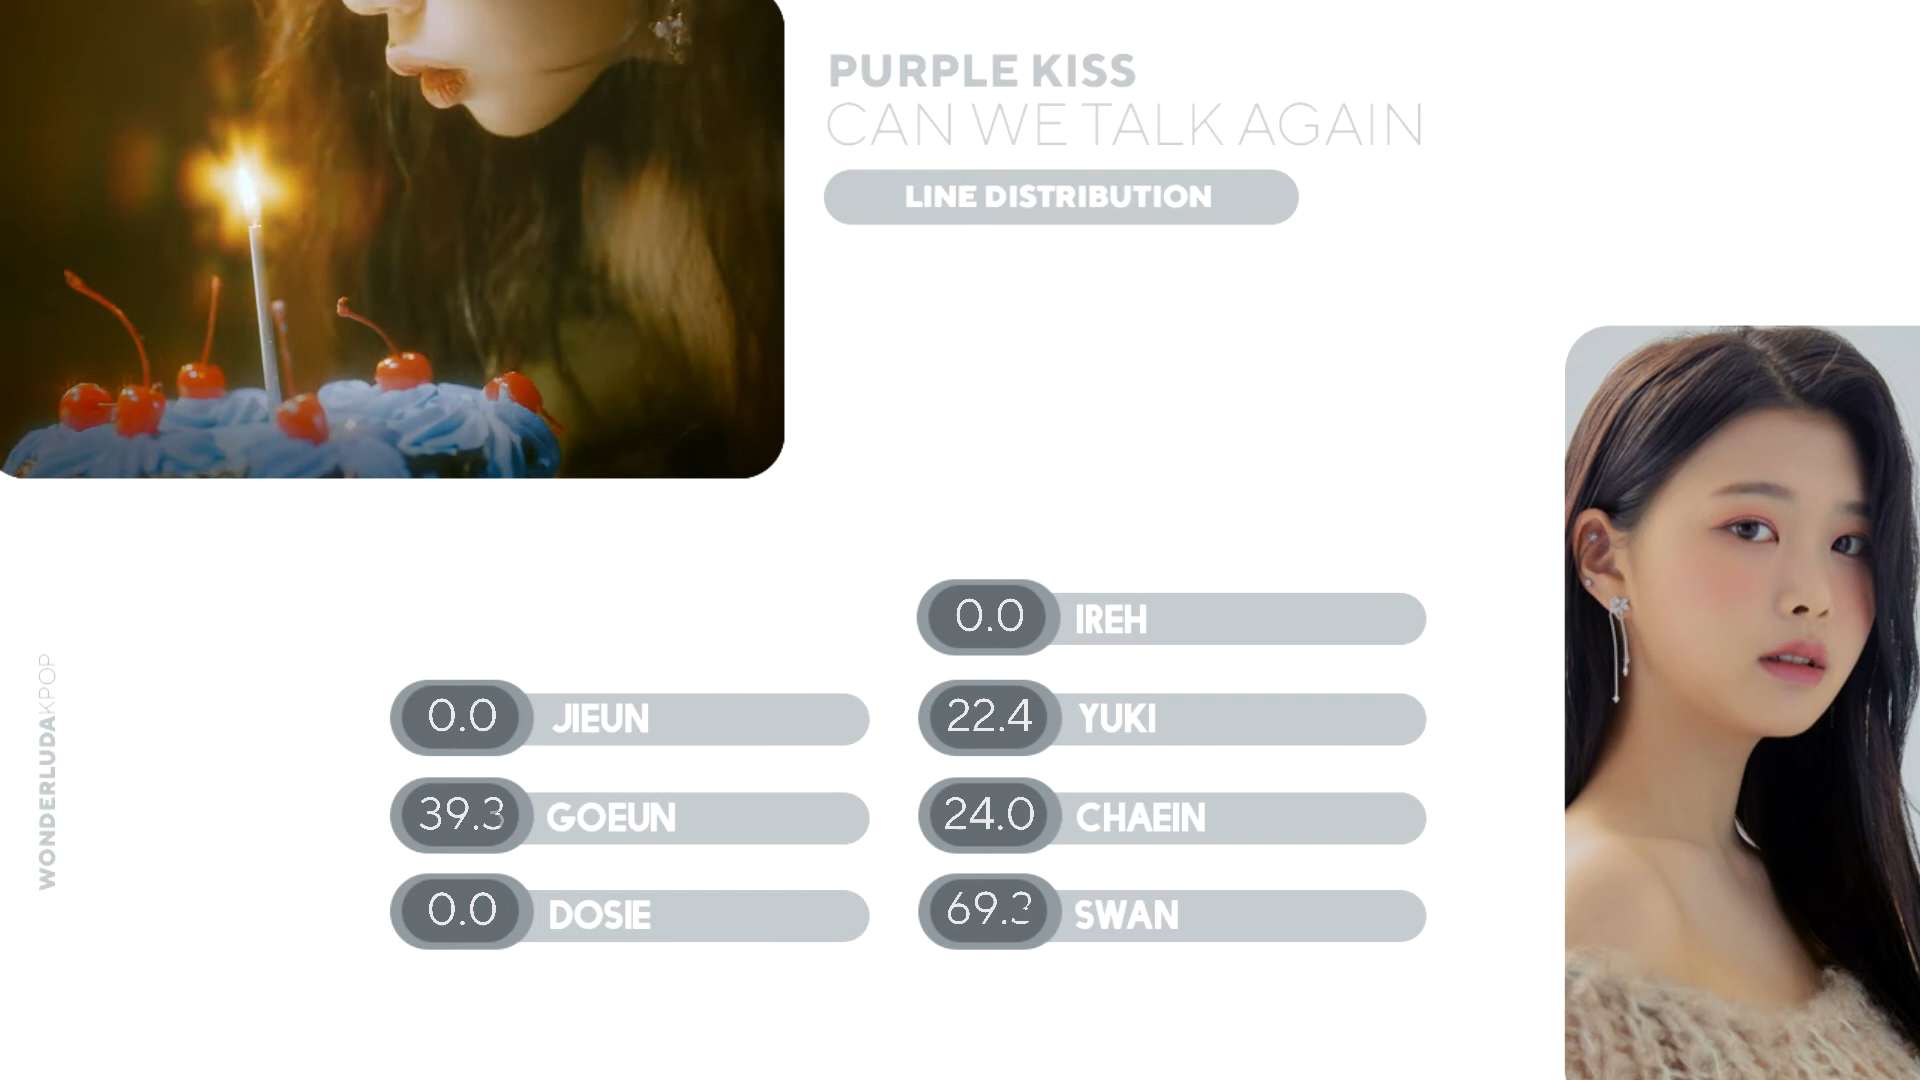 PURPLE KISS
CAN WE TALK AGAIN
LINE DISTRIBUTION
0.0 IREH
0.0 JIEUN
22.4 YUKI
39.3 GOEUN
24.0 CHAEIN
0.0 DOSIE
69.3 SWAN
WONDERLUDAKPOP